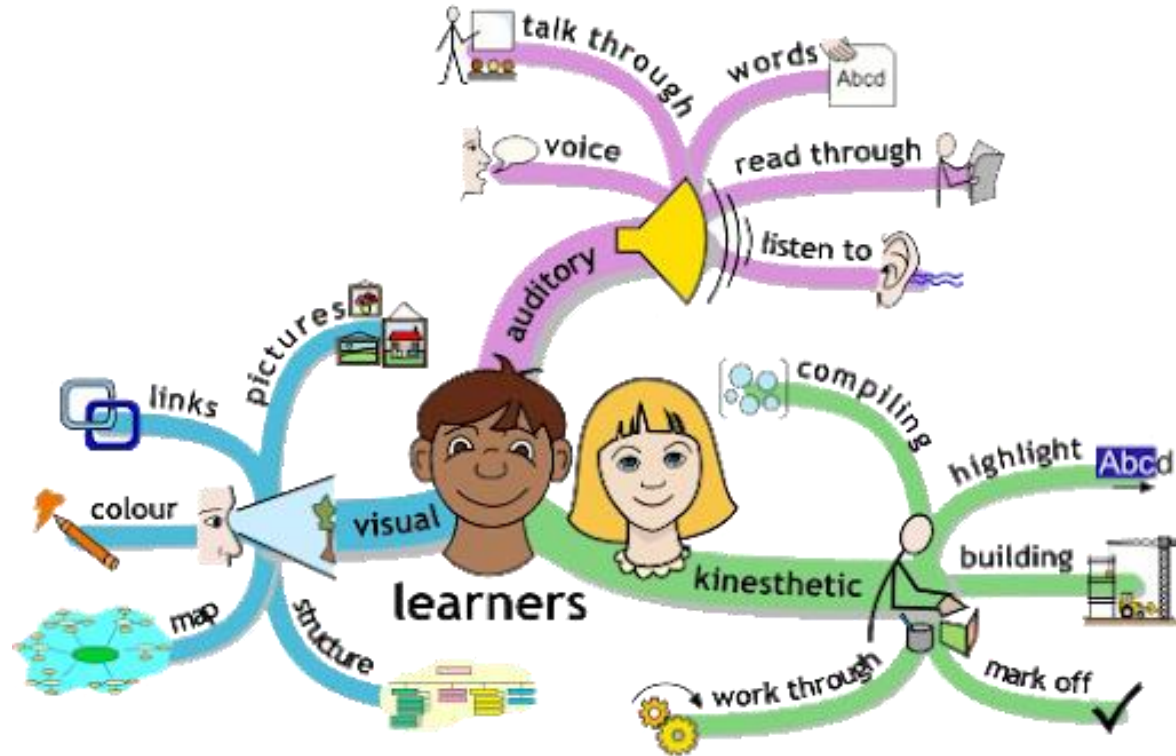 talk through
words
Abcd
voice
read through
listen to
auditory
pictures
links
colour
visual
map
structure
learners
compiling
highlight
Abcd
building
kinesthetic
work through
mark off